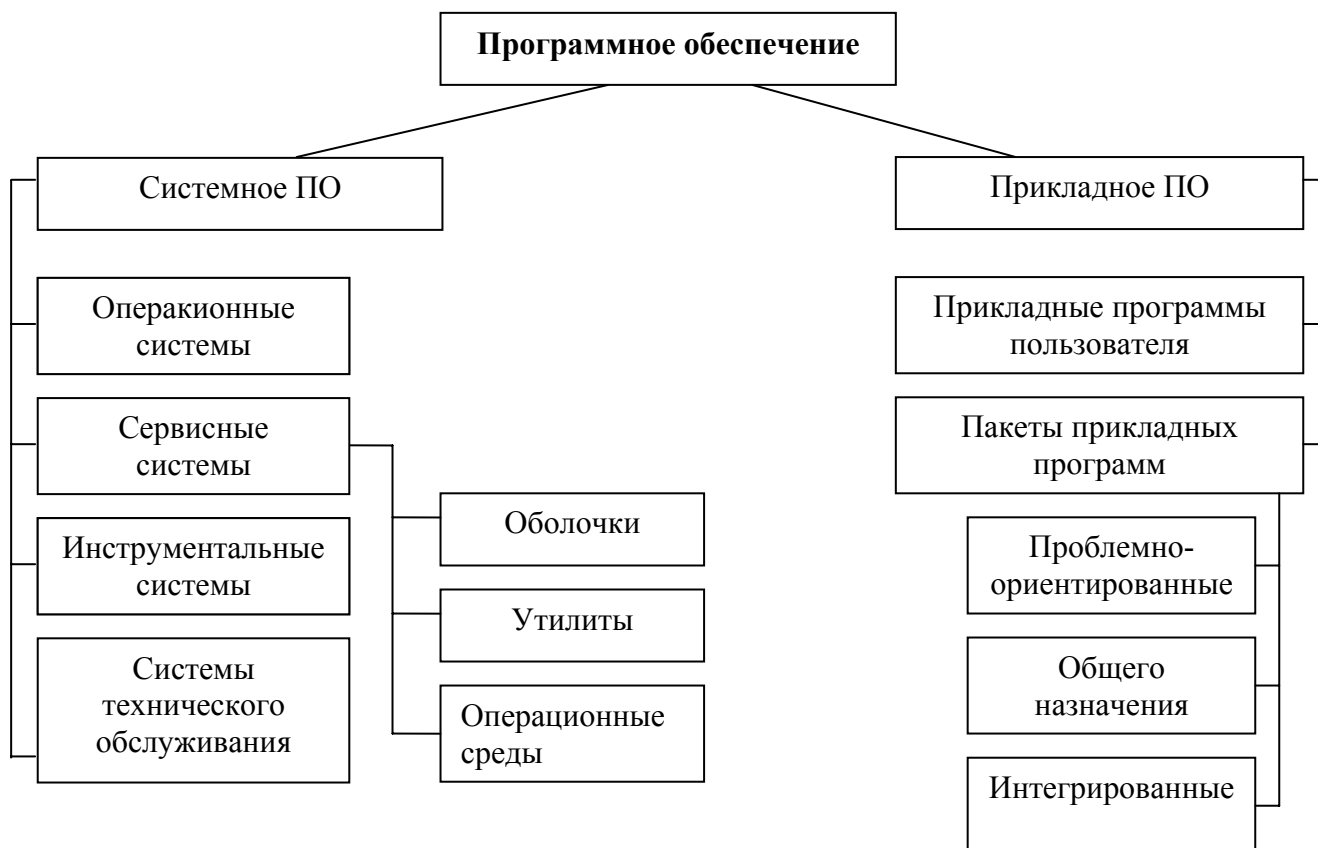 Программное обеспечение
Системное ПО
Прикладное ПО
Операкионные
системы
Прикладные программы
пользователя
Сервисные
системы
Пакеты прикладных
программ
Оболочки
Инструментальные
системы
Проблемно-
ориентированные
Утилиты
Системы
технического
обслуживания
Общего
назначения
Операционные
среды
Интегрированные